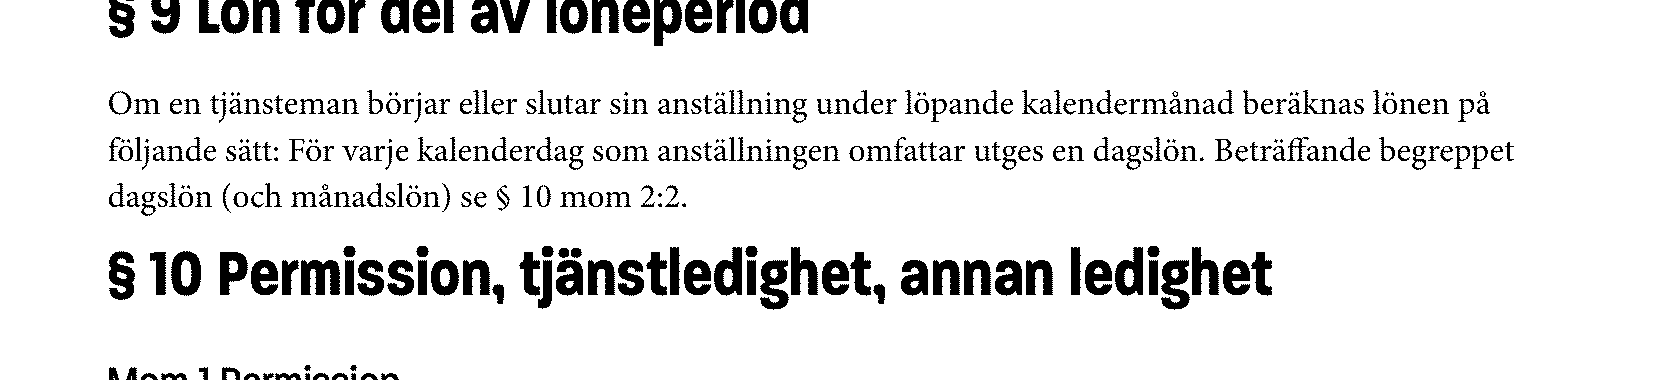 § 9 Lön för del av löneperiod
Om en tjänsteman börjar eller slutar sin anställning under löpande kalendermånad beräknas lönen på
följande sätt: För varje kalenderdag som anställningen omfattar utges en dagslön. Beträffande begreppet
dagslön (och månadslön) se § 10 mom 2:2.
§ 10 Permission, tjänstledighet, annan ledighet
Mom 1 Permission